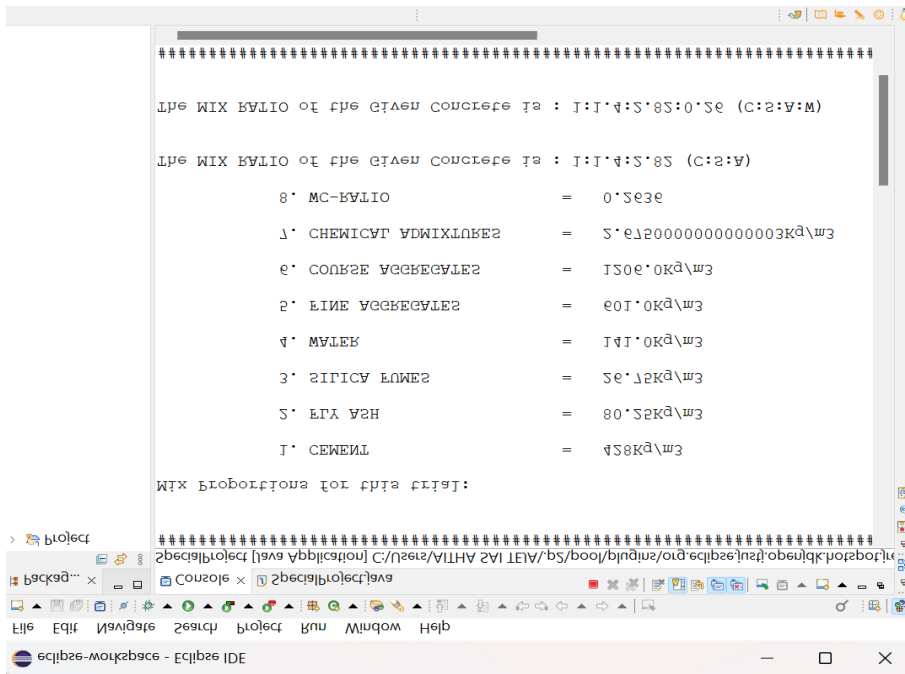 eclipse-workspace - Eclipse IDE
File Edit Navigate Search Project Run Window Help
Packag... × Console × SpecialProject.java
SpecialProject [Java Application] C:\Users\AITHA SAI TEJA\.p2\pool\plugins\org.eclipse.justj.openjdk.hotspot.jre
Project
######################################################################
Mix Proportions for this trial:
1. CEMENT = 428Kg/m3
2. FLY ASH = 80.25Kg/m3
3. SILICA FUMES = 26.75Kg/m3
4. WATER = 141.0Kg/m3
5. FINE AGGREGATES = 601.0Kg/m3
6. COURSE AGGREGATES = 1206.0Kg/m3
7. CHEMICAL ADMIXTURES = 2.6750000000000003Kg/m3
8. WC-RATIO = 0.2636
The MIX RATIO of the Given Concrete is : 1:1.4:2.82 (C:S:A)
The MIX RATIO of the Given Concrete is : 1:1.4:2.82:0.26 (C:S:A:W)
######################################################################